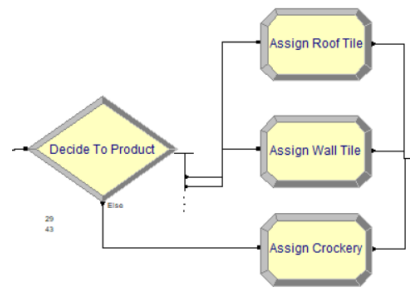 Assign Roof Tile
Decide To Product
Assign Wall Tile
Else
29
43
Assign Crockery